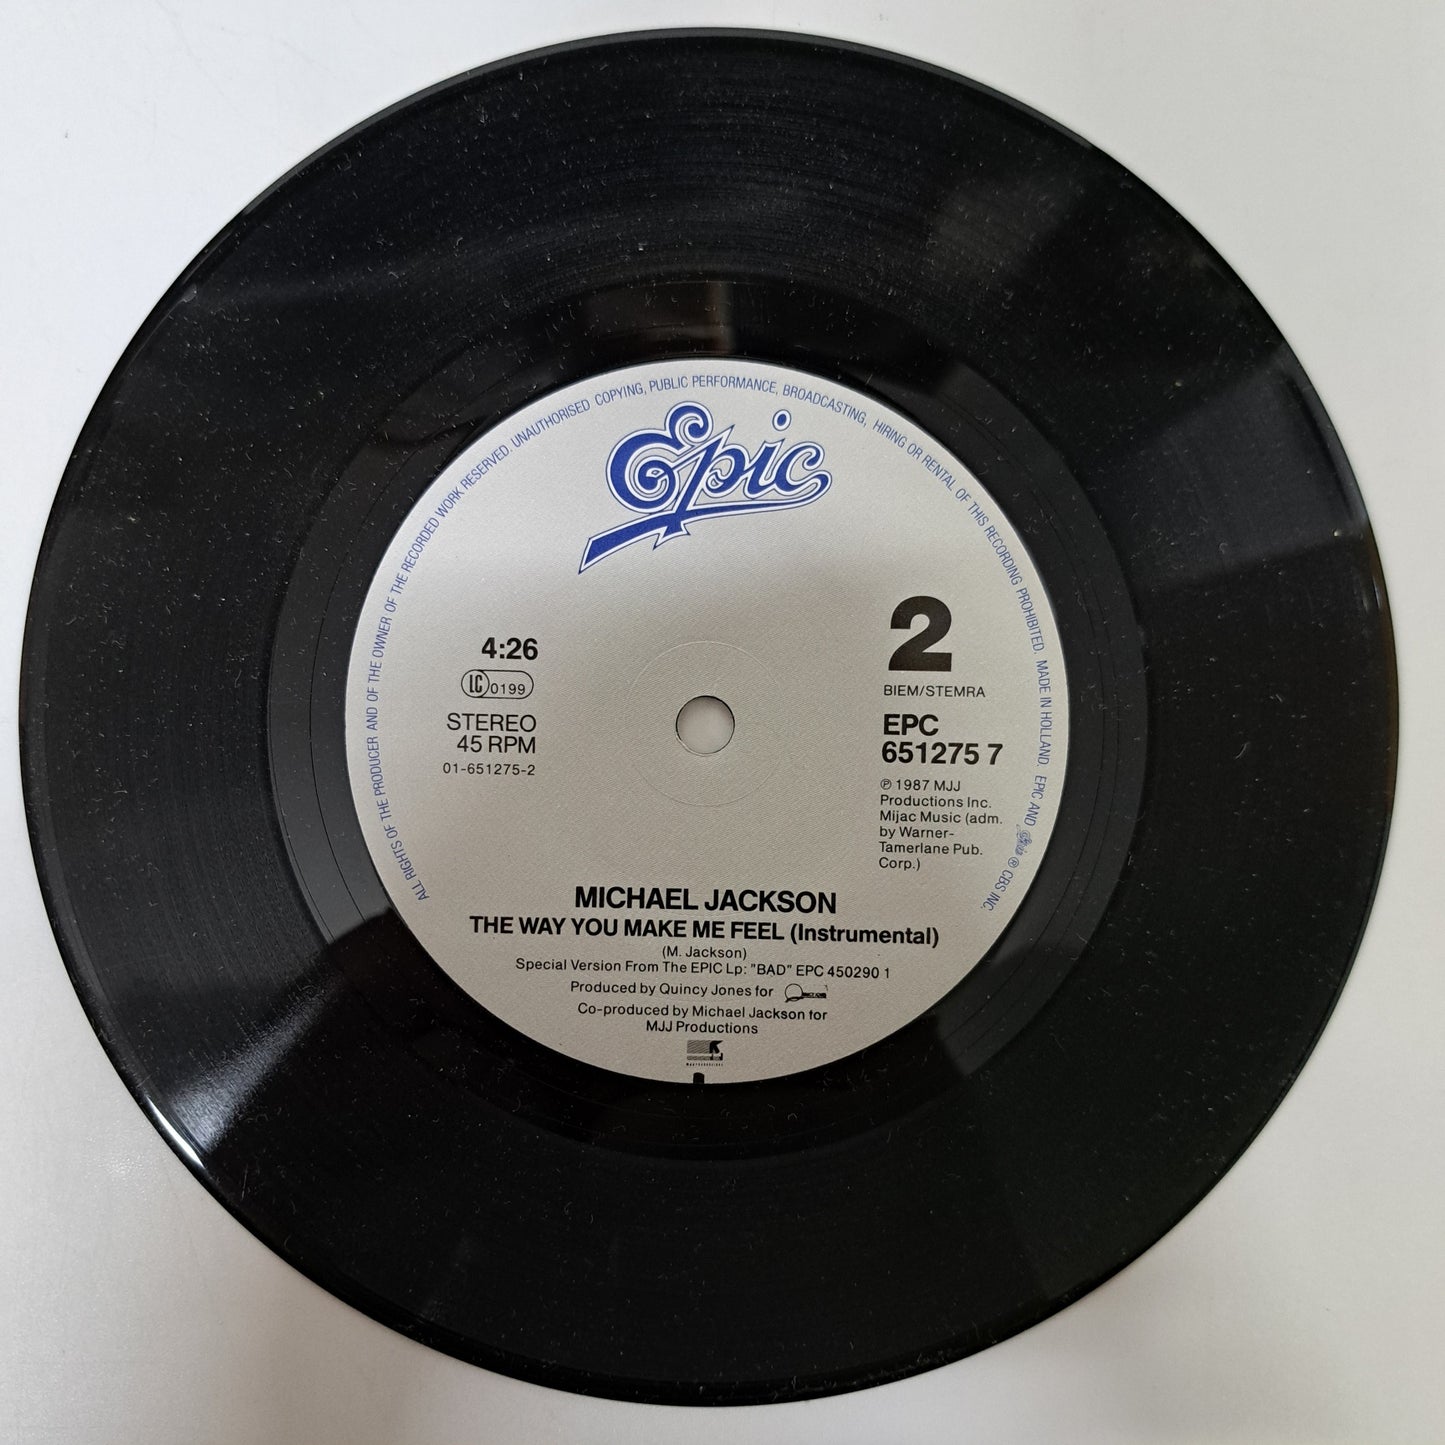 ALL RIGHTS OF THE PRODUCER AND OF THE OWNER OF THE RECORDED WORK RESERVED. UNAUTHORISED COPYING, PUBLIC PERFORMANCE, BROADCASTING, HIRING OR RENTAL OF THIS RECORDING PROHIBITED. MADE IN HOLLAND. EPIC AND Epic ® CBS INC.
Epic
4:26
LC 0199
STEREO
45 RPM
01-651275-2
2
BIEM/STEMRA
EPC
651275 7
℗ 1987 MJJ
Productions Inc.
Mijac Music (adm.
by Warner-
Tamerlane Pub.
Corp.)
MICHAEL JACKSON
THE WAY YOU MAKE ME FEEL (Instrumental)
(M. Jackson)
Special Version From The EPIC Lp: "BAD" EPC 450290 1
Produced by Quincy Jones for
Co-produced by Michael Jackson for
MJJ Productions